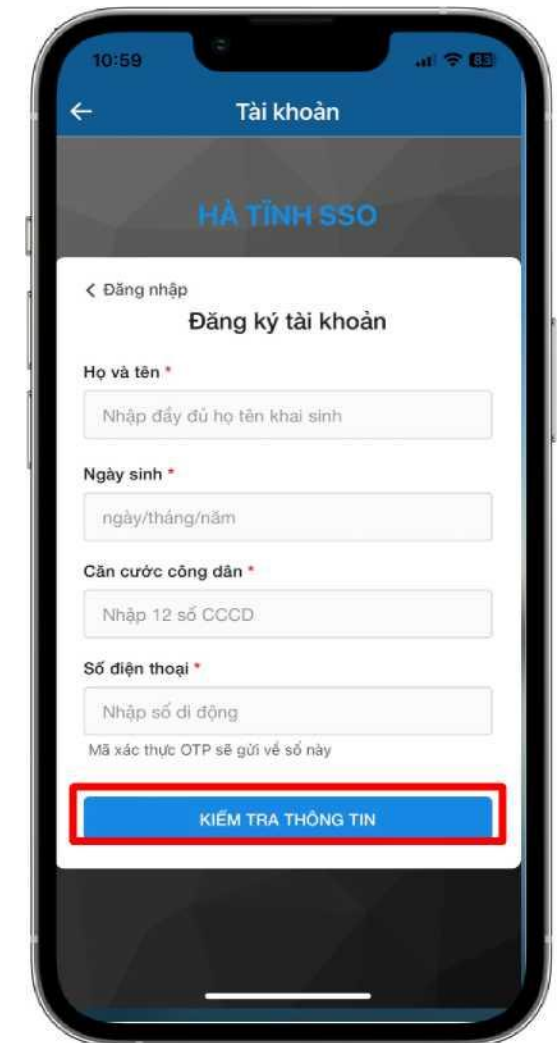 10:59
83
Tài khoản
HÀ TĨNH SSO
< Đăng nhập
Đăng ký tài khoản
Họ và tên *
Nhập đầy đủ họ tên khai sinh
Ngày sinh *
ngày/tháng/năm
Căn cước công dân *
Nhập 12 số CCCD
Số điện thoại *
Nhập số di động
Mã xác thực OTP sẽ gửi về số này
KIỂM TRA THÔNG TIN